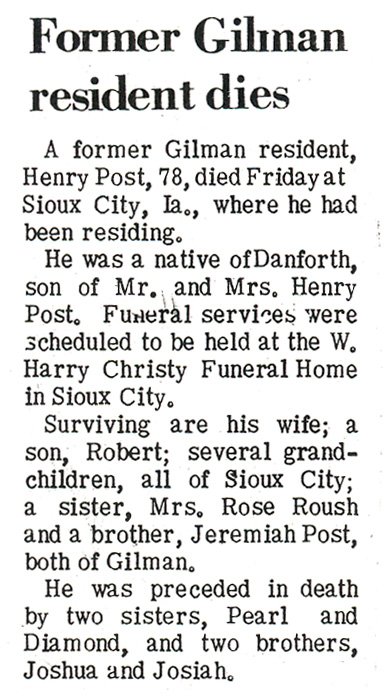 Former Gilman
resident dies
A former Gilman resident,
Henry Post, 78, died Friday at
Sioux City, Ia., where he had
been residing.
He was a native of Danforth,
son of Mr. and Mrs. Henry
Post. Funeral services were
scheduled to be held at the W.
Harry Christy Funeral Home
in Sioux City.
Surviving are his wife; a
son, Robert; several grand-
children, all of Sioux City;
a sister, Mrs. Rose Roush
and a brother, Jeremiah Post,
both of Gilman.
He was preceded in death
by two sisters, Pearl and
Diamond, and two brothers,
Joshua and Josiah.